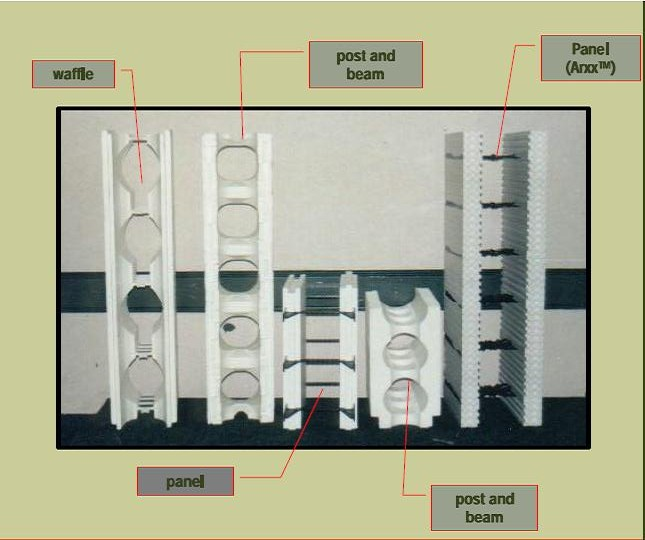 waffle
post and
beam
Panel
(Arxx™)
panel
post and
beam